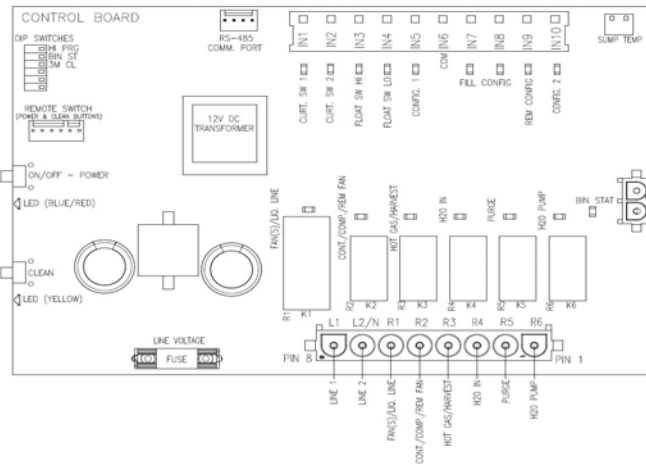 CONTROL BOARD
DIP SWITCHES
HI PRG
BIN ST
3M CL
RS-485
COMM. PORT
IN1
IN2
IN3
IN4
IN5
IN6
IN7
IN8
IN9
IN10
SUMP TEMP
CURT. SW 1
CURT. SW 2
FLOAT SW HI
FLOAT SW LO
CONFIG. 1
COM
FILL CONFIG
REM CONFIG
CONFIG. 2
REMOTE SWITCH
(POWER & CLEAN BUTTONS)
12V DC
TRANSFORMER
ON/OFF - POWER
LED (BLUE/RED)
CLEAN
LED (YELLOW)
FAN(S)/LIQ. LINE
CONT./COMP./REM FAN
HOT GAS/HARVEST
H2O IN
PURGE
H2O PUMP
BIN STAT
R1 K1
R2 K2
R3 K3
R4 K4
R5 K5
R6 K6
LINE VOLTAGE
FUSE
L1 L2/N R1 R2 R3 R4 R5 R6
PIN 8
PIN 1
LINE 1
LINE 2
FAN(S)/LIQ. LINE
CONT./COMP./REM FAN
HOT GAS/HARVEST
H2O IN
PURGE
H2O PUMP